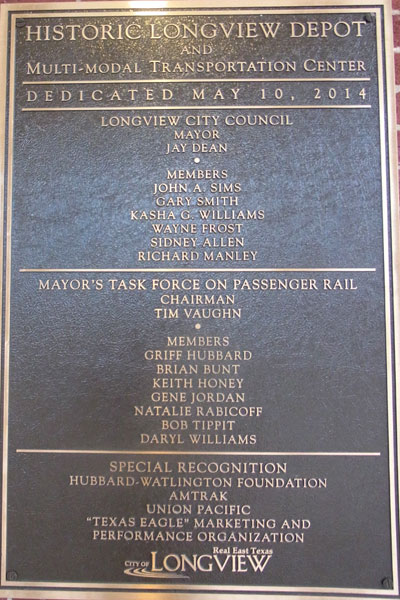 HISTORIC LONGVIEW DEPOT
AND
MULTI-MODAL TRANSPORTATION CENTER
DEDICATED MAY 10, 2014
LONGVIEW CITY COUNCIL
MAYOR
JAY DEAN
MEMBERS
JOHN A. SIMS
GARY SMITH
KASHA G. WILLIAMS
WAYNE FROST
SIDNEY ALLEN
RICHARD MANLEY
MAYOR'S TASK FORCE ON PASSENGER RAIL
CHAIRMAN
TIM VAUGHN
MEMBERS
GRIFF HUBBARD
BRIAN BUNT
KEITH HONEY
GENE JORDAN
NATALIE RABICOFF
BOB TIPPIT
DARYL WILLIAMS
SPECIAL RECOGNITION
HUBBARD-WATLINGTON FOUNDATION
AMTRAK
UNION PACIFIC
"TEXAS EAGLE" MARKETING AND
PERFORMANCE ORGANIZATION
Real East Texas
CITY OF LONGVIEW